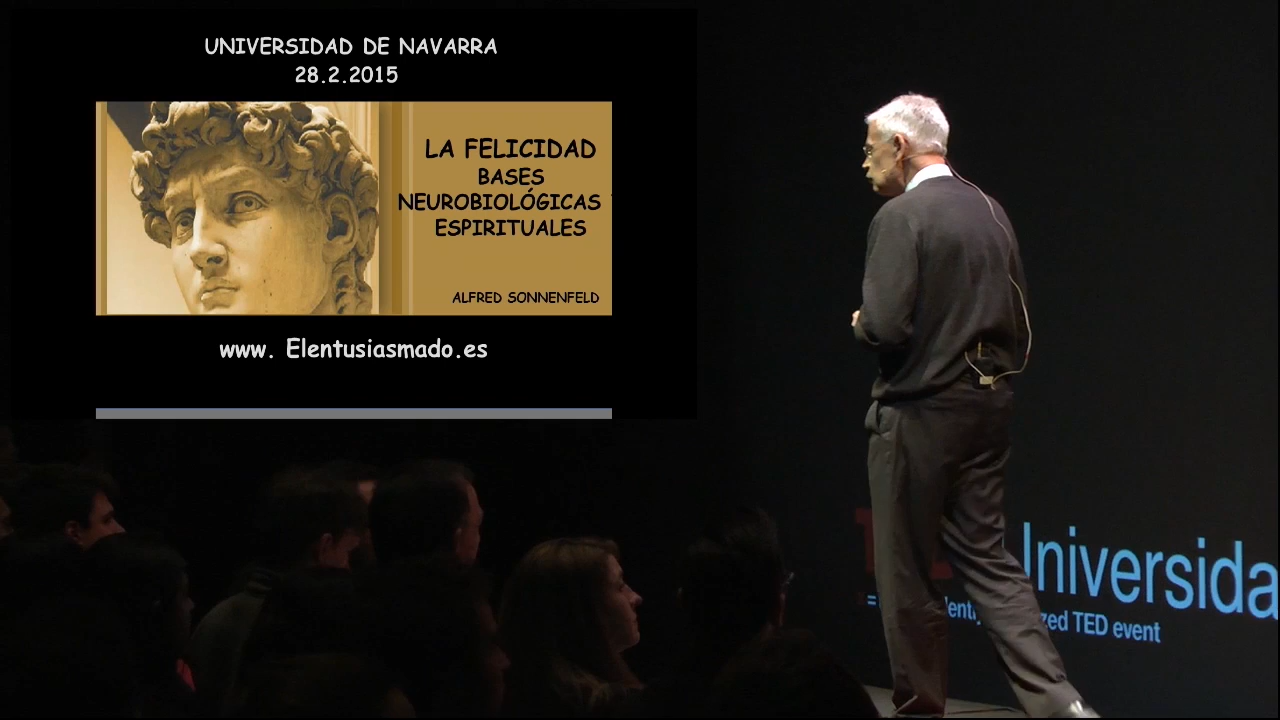 UNIVERSIDAD DE NAVARRA
28.2.2015
LA FELICIDAD
BASES
NEUROBIOLÓGICAS
ESPIRITUALES
ALFRED SONNENFELD
www. Elentusiasmado.es
Universida
zed TED event